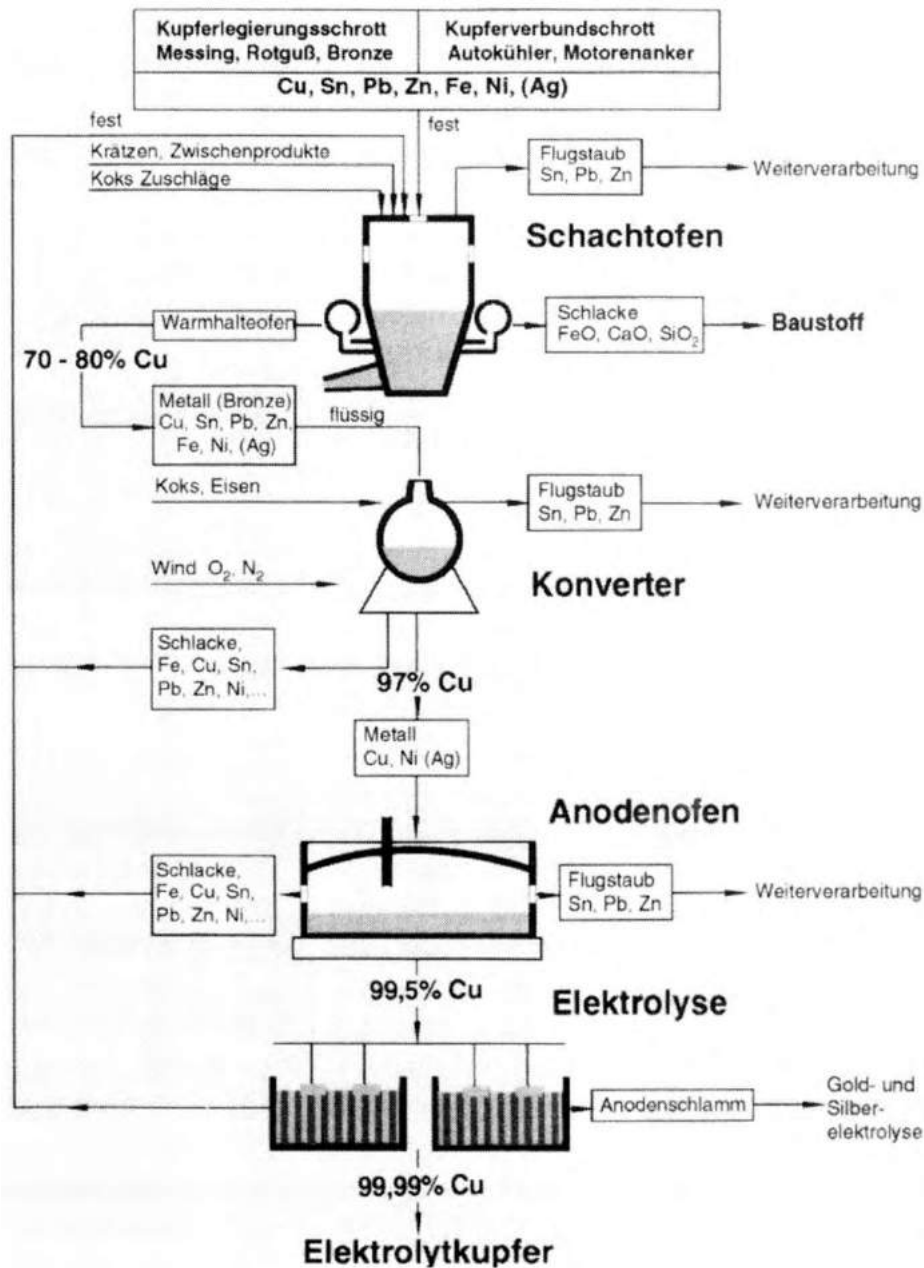 Kupferlegierungsschrott
Messing, Rotguß, Bronze
Kupferverbundschrott
Autokühler, Motorenanker
Cu, Sn, Pb, Zn, Fe, Ni, (Ag)
fest
fest
Krätzen, Zwischenprodukte
Koks Zuschläge
Flugstaub
Sn, Pb, Zn
Weiterverarbeitung
Schachtofen
Warmhalteofen
Schlacke
FeO, CaO, SiO₂
Baustoff
70 - 80% Cu
Metall (Bronze)
Cu, Sn, Pb, Zn,
Fe, Ni, (Ag)
flüssig
Koks, Eisen
Flugstaub
Sn, Pb, Zn
Weiterverarbeitung
Wind O₂, N₂
Konverter
Schlacke,
Fe, Cu, Sn,
Pb, Zn, Ni,...
97% Cu
Metall
Cu, Ni (Ag)
Anodenofen
Schlacke,
Fe, Cu, Sn,
Pb, Zn, Ni,...
Flugstaub
Sn, Pb, Zn
Weiterverarbeitung
99,5% Cu
Elektrolyse
Anodenschlamm
Gold- und
Silber-
elektrolyse
99,99% Cu
Elektrolytkupfer